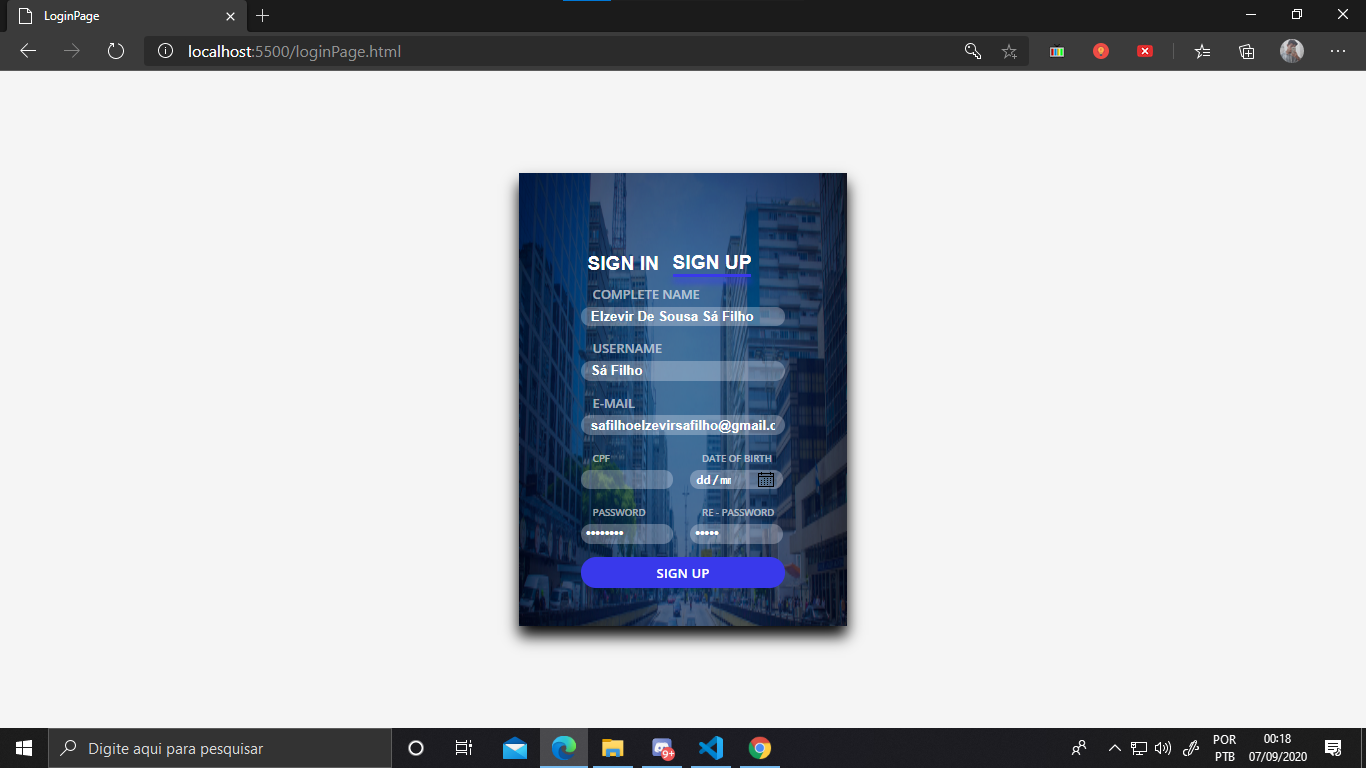 LoginPage
localhost:5500/loginPage.html
SIGN IN SIGN UP
COMPLETE NAME
Elzevir De Sousa Sá Filho
USERNAME
Sá Filho
E-MAIL
safilhoelzevirsafilho@gmail.c
CPF DATE OF BIRTH
dd/mm
PASSWORD RE - PASSWORD
•••••••• •••••
SIGN UP
Digite aqui para pesquisar
9+
POR 00:18
PTB 07/09/2020